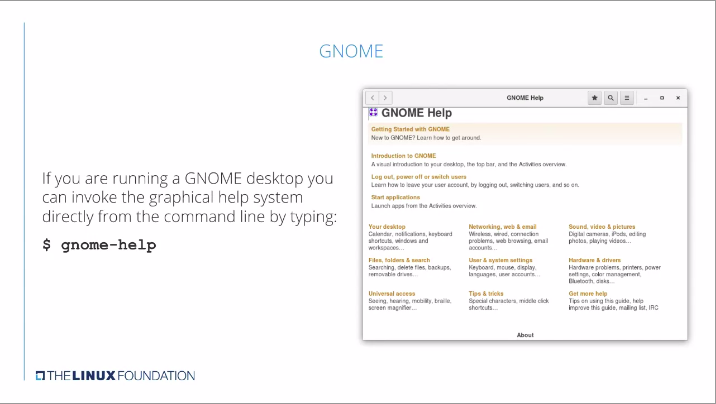 GNOME
If you are running a GNOME desktop you
can invoke the graphical help system
directly from the command line by typing:
$ gnome-help
GNOME Help
GNOME Help
Getting Started with GNOME
New to GNOME? Learn how to get around.
Introduction to GNOME
A visual introduction to your desktop, the top bar, and the Activities overview.
Log out, power off or switch users
Learn how to leave your user account, by logging out, switching users, and so on.
Start applications
Launch apps from the Activities overview.
Your desktop
Calendar, notifications, keyboard
shortcuts, windows and
workspaces…
Networking, web & email
Wireless, wired, connection
problems, web browsing, email
accounts…
Sound, video & pictures
Digital cameras, iPods, editing
photos, playing videos…
Files, folders & search
Searching, delete files, backups,
removable drives…
User & system settings
Keyboard, mouse, display,
languages, user accounts…
Hardware & drivers
Hardware problems, printers, power
settings, color management,
Bluetooth, disks…
Universal access
Seeing, hearing, mobility, braille,
screen magnifier…
Tips & tricks
Special characters, middle click
shortcuts…
Get more help
Tips on using this guide, help
improve this guide, mailing list, IRC
About
THE LINUX FOUNDATION